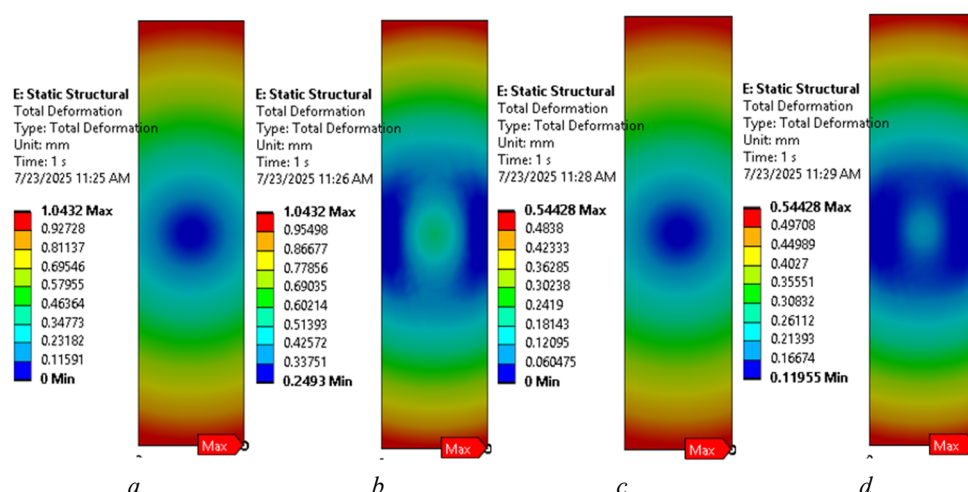 E: Static Structural
Total Deformation
Type: Total Deformation
Unit: mm
Time: 1 s
7/23/2025 11:25 AM
1.0432 Max
0.92728
0.81137
0.69546
0.57955
0.46364
0.34773
0.23182
0.11591
0 Min
Max
a
E: Static Structural
Total Deformation
Type: Total Deformation
Unit: mm
Time: 1 s
7/23/2025 11:26 AM
1.0432 Max
0.95498
0.86677
0.77856
0.69035
0.60214
0.51393
0.42572
0.33751
0.2493 Min
Max
b
E: Static Structural
Total Deformation
Type: Total Deformation
Unit: mm
Time: 1 s
7/23/2025 11:28 AM
0.54428 Max
0.4838
0.42333
0.36285
0.30238
0.2419
0.18143
0.12095
0.060475
0 Min
Max
c
E: Static Structural
Total Deformation
Type: Total Deformation
Unit: mm
Time: 1 s
7/23/2025 11:29 AM
0.54428 Max
0.49708
0.44989
0.4027
0.35551
0.30832
0.26112
0.21393
0.16674
0.11955 Min
Max
d